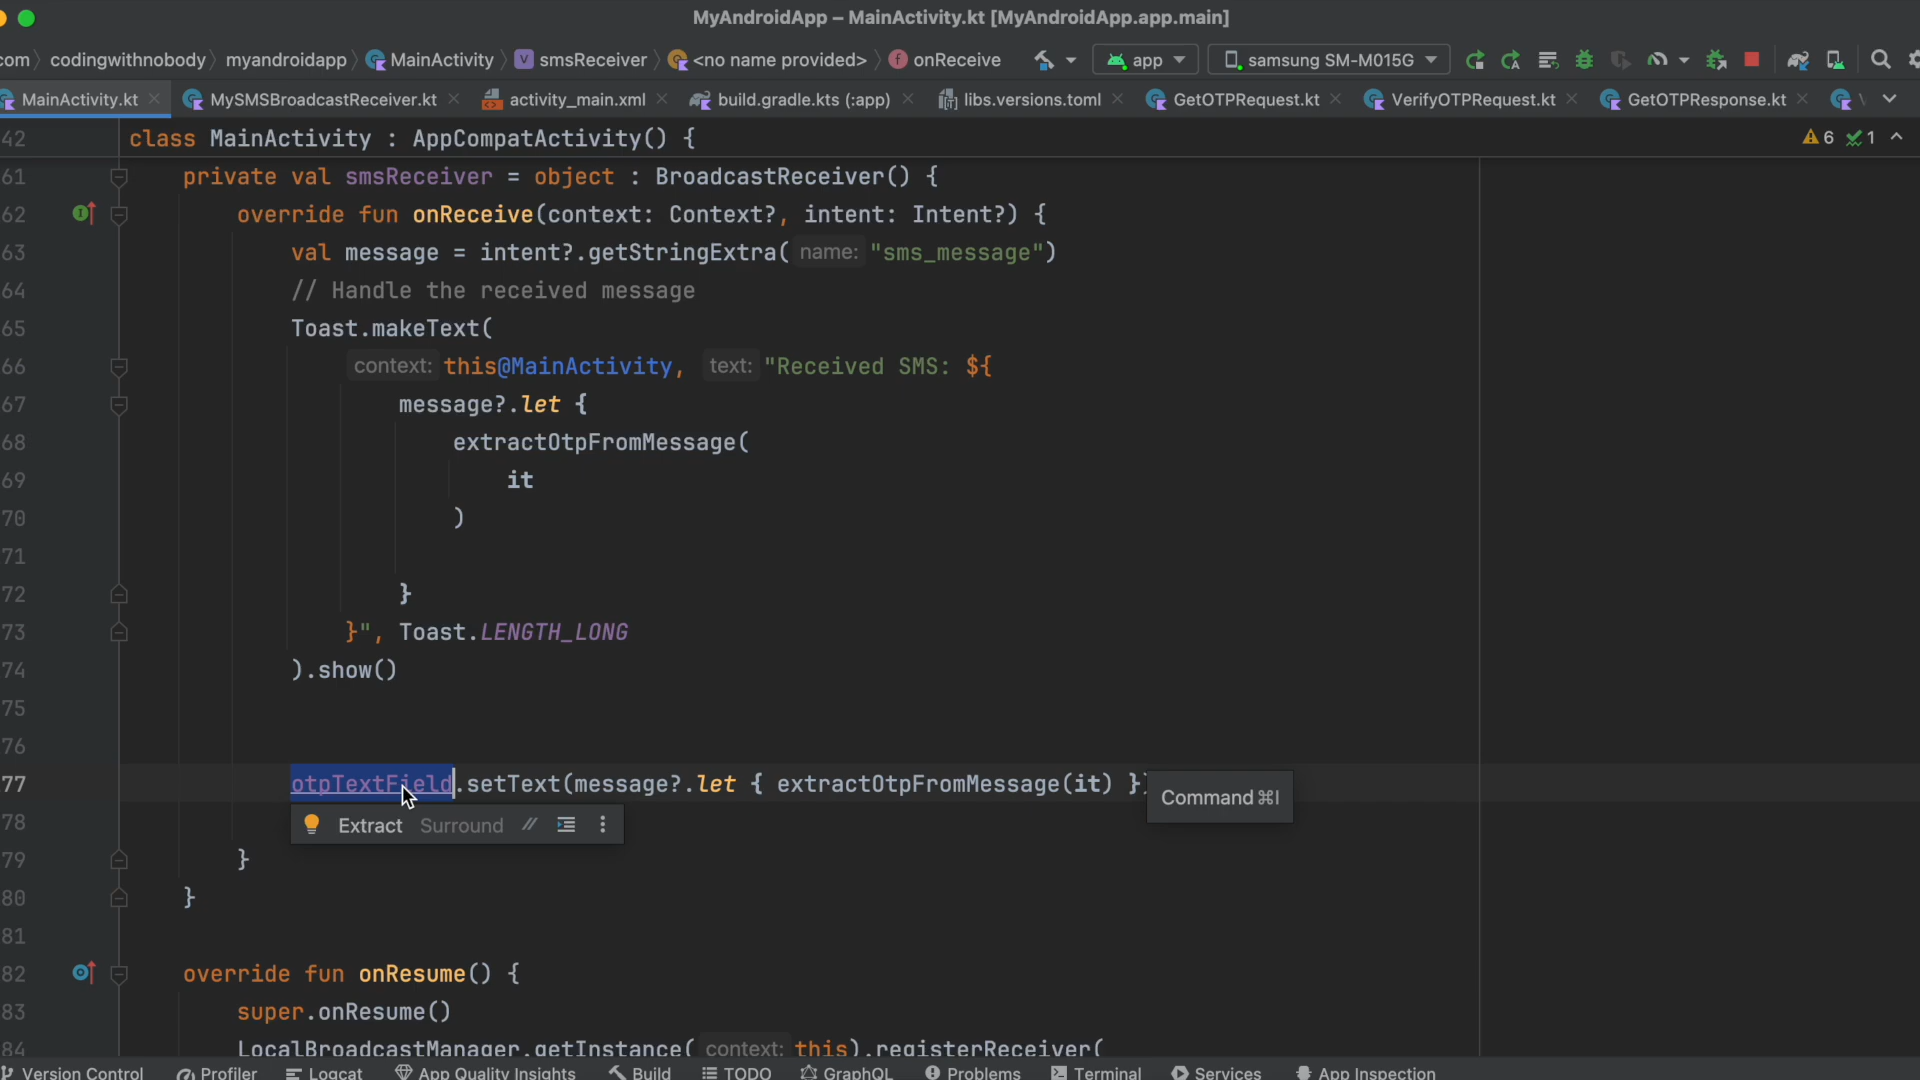 MyAndroidApp – MainActivity.kt [MyAndroidApp.app.main]
com codingwithnobody myandroidapp MainActivity smsReceiver <no name provided> onReceive app samsung SM-M015G
MainActivity.kt MySMSBroadcastReceiver.kt activity_main.xml build.gradle.kts (:app) libs.versions.toml GetOTPRequest.kt VerifyOTPRequest.kt GetOTPResponse.kt
42 class MainActivity : AppCompatActivity() { 6 1
61 private val smsReceiver = object : BroadcastReceiver() {
62 override fun onReceive(context: Context?, intent: Intent?) {
63 val message = intent?.getStringExtra( name: "sms_message")
64 // Handle the received message
65 Toast.makeText(
66 context: this@MainActivity, text: "Received SMS: ${
67 message?.let {
68 extractOtpFromMessage(
69 it
70 )
71
72 }
73 }", Toast.LENGTH_LONG
74 ).show()
75
76
77 otpTextField.setText(message?.let { extractOtpFromMessage(it) })
Command⌘I
78 Extract Surround //
79 }
80 }
81
82 override fun onResume() {
83 super.onResume()
84 LocalBroadcastManager.getInstance( context: this).registerReceiver(
Version Control Profiler Logcat App Quality Insights Build TODO GraphQL Problems Terminal Services App Inspection